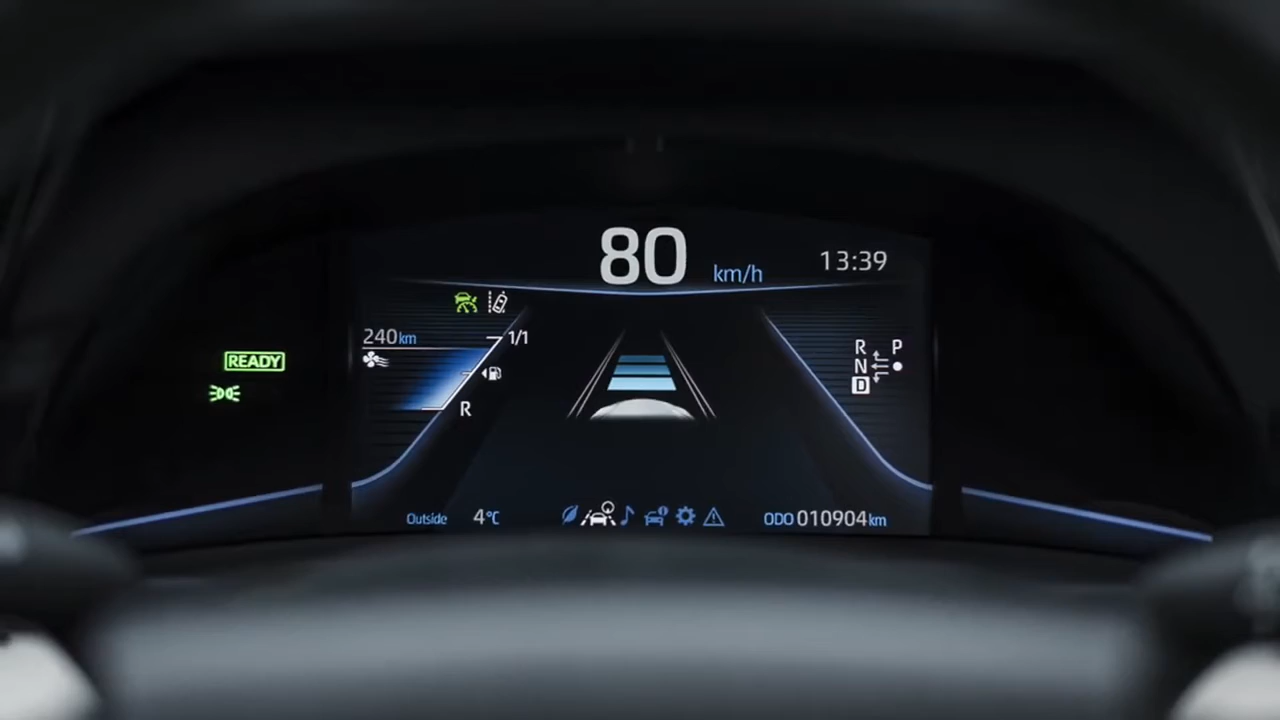 80 km/h 13:39
240km 1/1
READY
R
R P
N
D
Outside 4°C ODO 010904 km